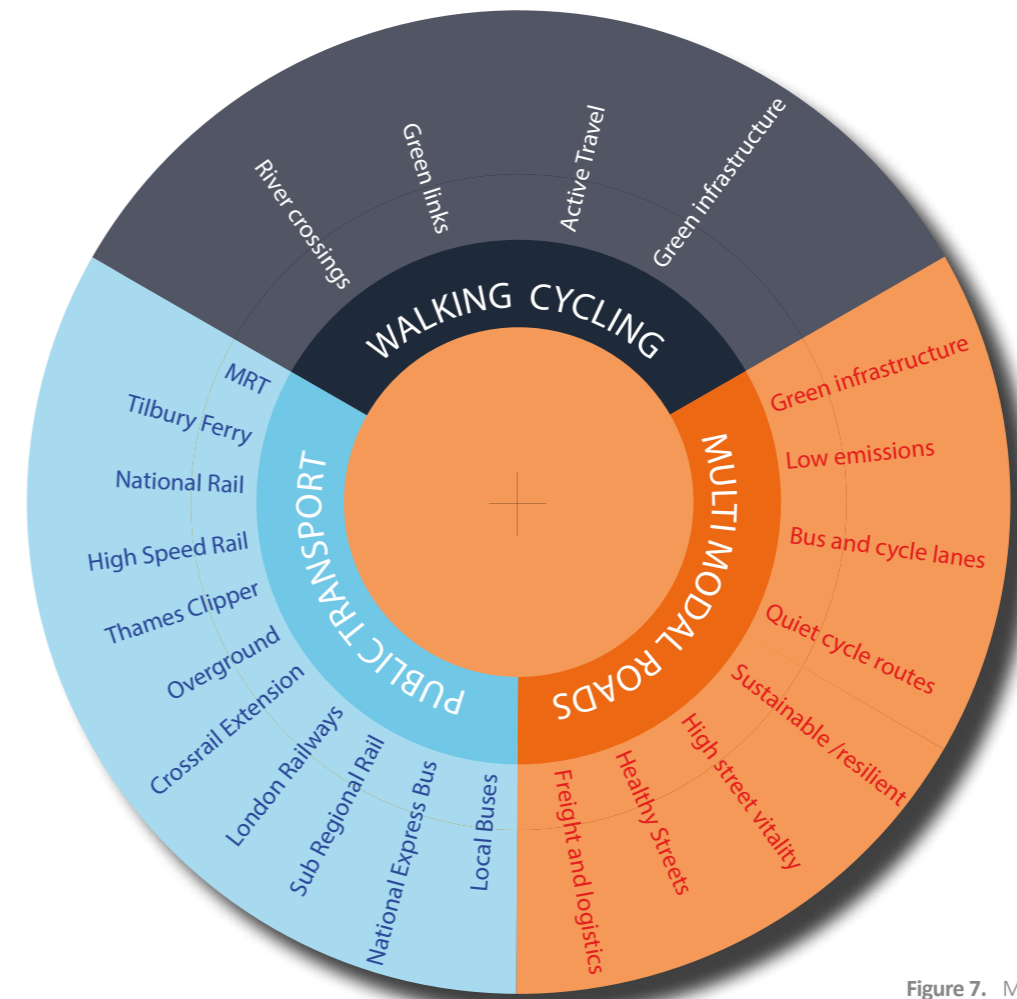 WALKING CYCLING
River crossings
Green links
Active Travel
Green infrastructure
MULTI MODAL ROADS
Green infrastructure
Low emissions
Bus and cycle lanes
Quiet cycle routes
Sustainable /resilient
High street vitality
Healthy Streets
Freight and logistics
PUBLIC TRANSPORT
MRT
Tilbury Ferry
National Rail
High Speed Rail
Thames Clipper
Overground
Crossrail Extension
London Railways
Sub Regional Rail
National Express Bus
Local Buses
Figure 7.